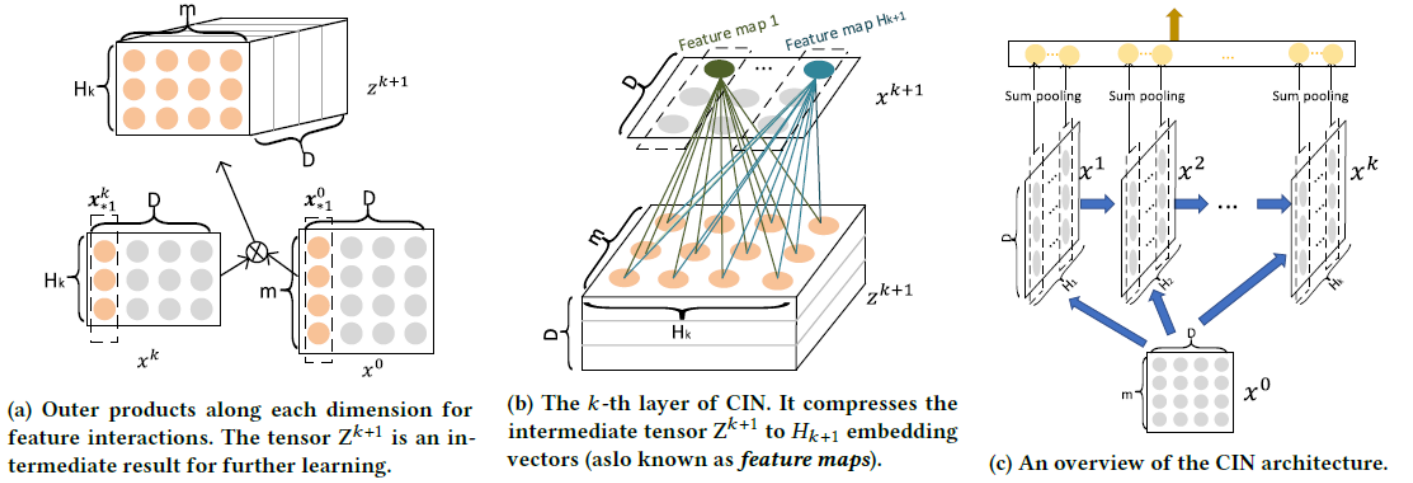 m
H_k
z^{k+1}
D
x^k_{*1}
D
x^0_{*1}
D
H_k
m
x^k
x^0
(a) Outer products along each dimension for
feature interactions. The tensor Z^{k+1} is an in-
termediate result for further learning.
Feature map 1
Feature map H_{k+1}
D
...
x^{k+1}
m
z^{k+1}
H_k
D
(b) The k-th layer of CIN. It compresses the
intermediate tensor Z^{k+1} to H_{k+1} embedding
vectors (aslo known as feature maps).
...
Sum pooling
Sum pooling
Sum pooling
x^1
x^2
x^k
...
D
H_1
H_2
H_k
D
m
x^0
(c) An overview of the CIN architecture.